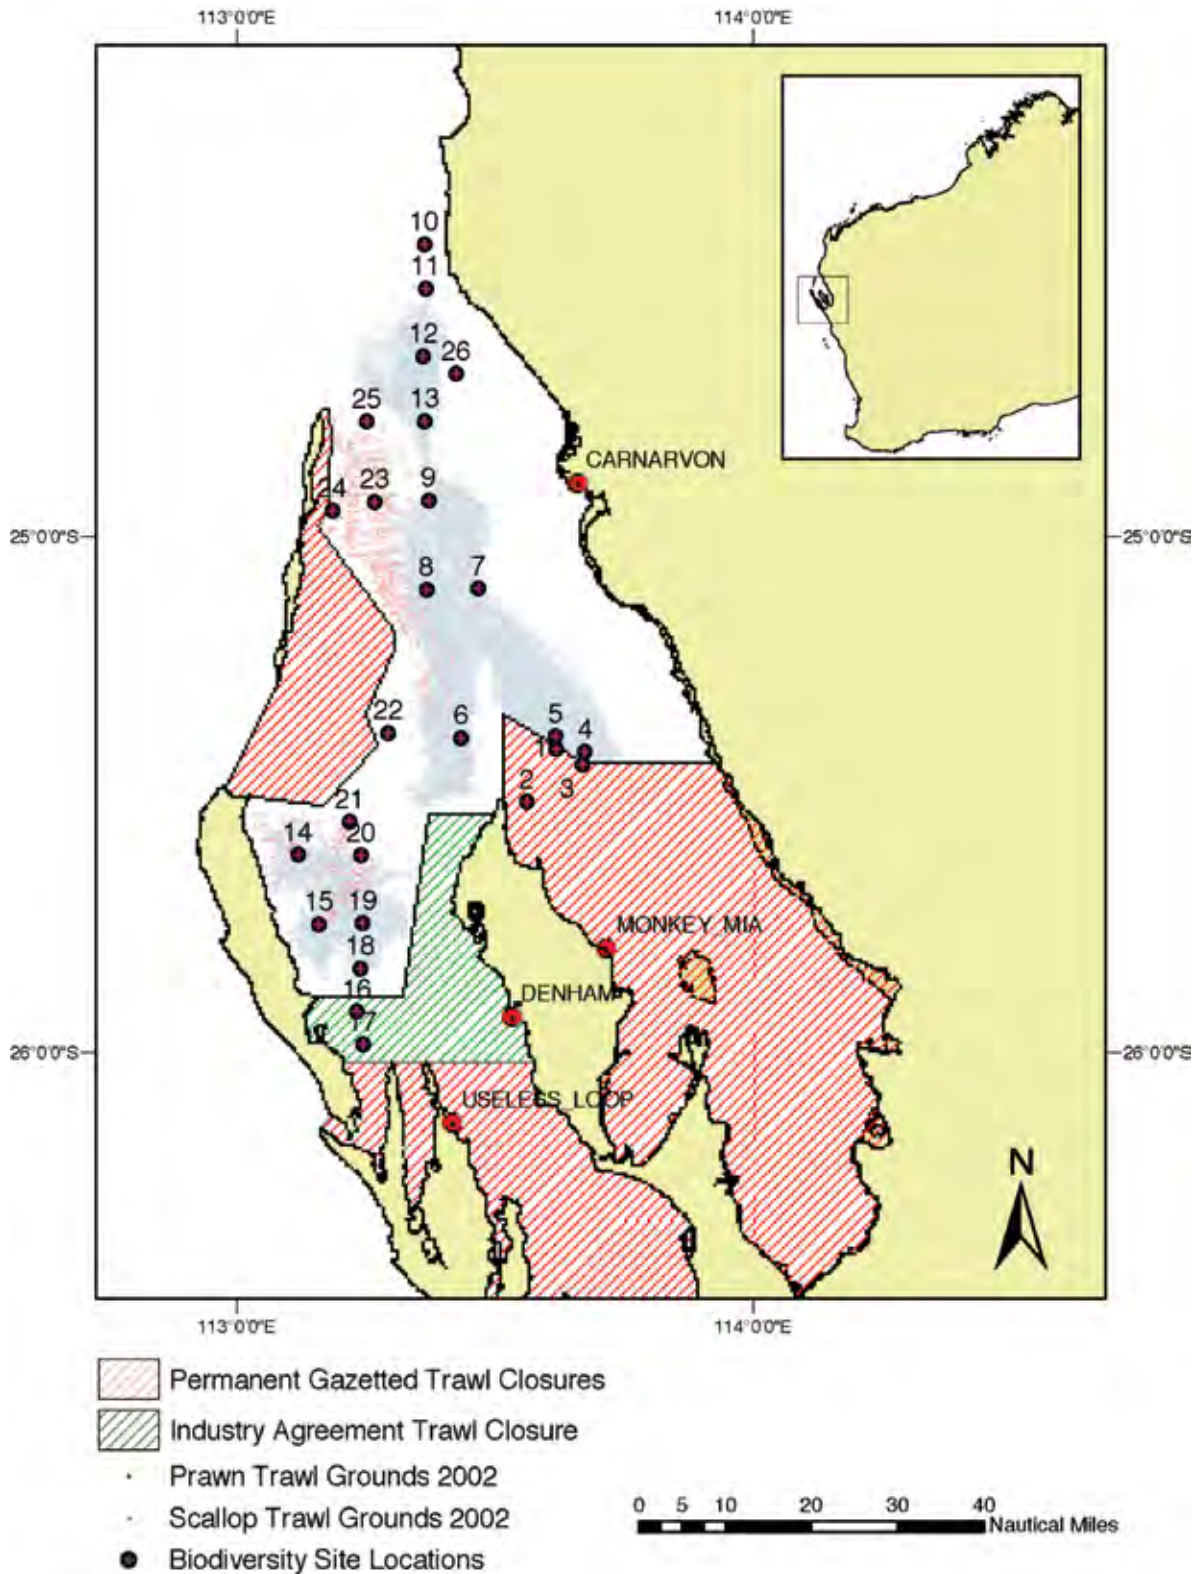 113°0'0"E 114°0'0"E
10
11
12
26
25 13
CARNARVON
24 23 9
25°0'0"S 25°0'0"S
8 7
22 6 5 4
1
2 3
21
14 20
15 19
MONKEY_MIA
18
16 DENHAM
17
26°0'0"S 26°0'0"S
USELESS_LOOP
N
113°0'0"E 114°0'0"E
Permanent Gazetted Trawl Closures
Industry Agreement Trawl Closure
Prawn Trawl Grounds 2002
Scallop Trawl Grounds 2002
Biodiversity Site Locations
0 5 10 20 30 40
Nautical Miles